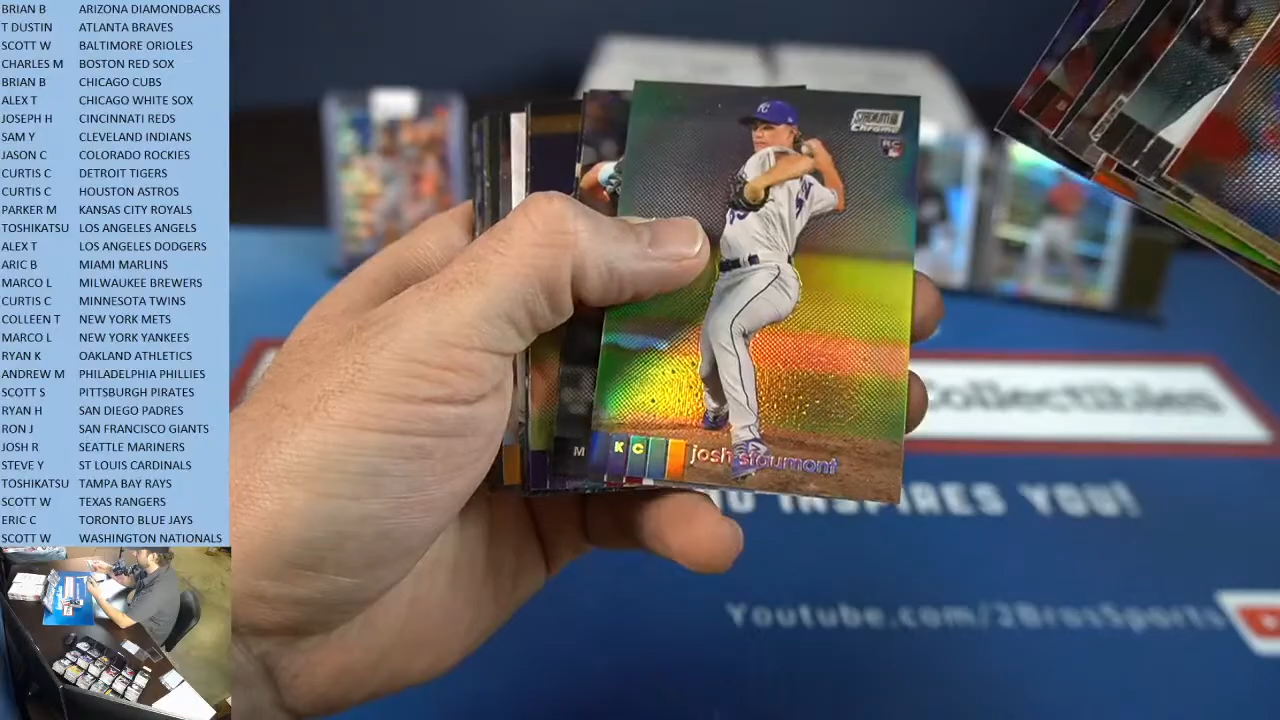 BRIAN B ARIZONA DIAMONDBACKS
T DUSTIN ATLANTA BRAVES
SCOTT W BALTIMORE ORIOLES
CHARLES M BOSTON RED SOX
BRIAN B CHICAGO CUBS
ALEX T CHICAGO WHITE SOX
JOSEPH H CINCINNATI REDS
SAM Y CLEVELAND INDIANS
JASON C COLORADO ROCKIES
CURTIS C DETROIT TIGERS
CURTIS C HOUSTON ASTROS
PARKER M KANSAS CITY ROYALS
TOSHIKATSU LOS ANGELES ANGELS
ALEX T LOS ANGELES DODGERS
ARIC B MIAMI MARLINS
MARCO L MILWAUKEE BREWERS
CURTIS C MINNESOTA TWINS
COLLEEN T NEW YORK METS
MARCO L NEW YORK YANKEES
RYAN K OAKLAND ATHLETICS
ANDREW M PHILADELPHIA PHILLIES
SCOTT S PITTSBURGH PIRATES
RYAN H SAN DIEGO PADRES
RON J SAN FRANCISCO GIANTS
JOSH R SEATTLE MARINERS
STEVE Y ST LOUIS CARDINALS
TOSHIKATSU TAMPA BAY RAYS
SCOTT W TEXAS RANGERS
ERIC C TORONTO BLUE JAYS
SCOTT W WASHINGTON NATIONALS
KC
STADIUM
Chrome
RC
M
KC josh staumont
Collectibles
INSPIRES YOU!
Youtube.com/2BrosSports